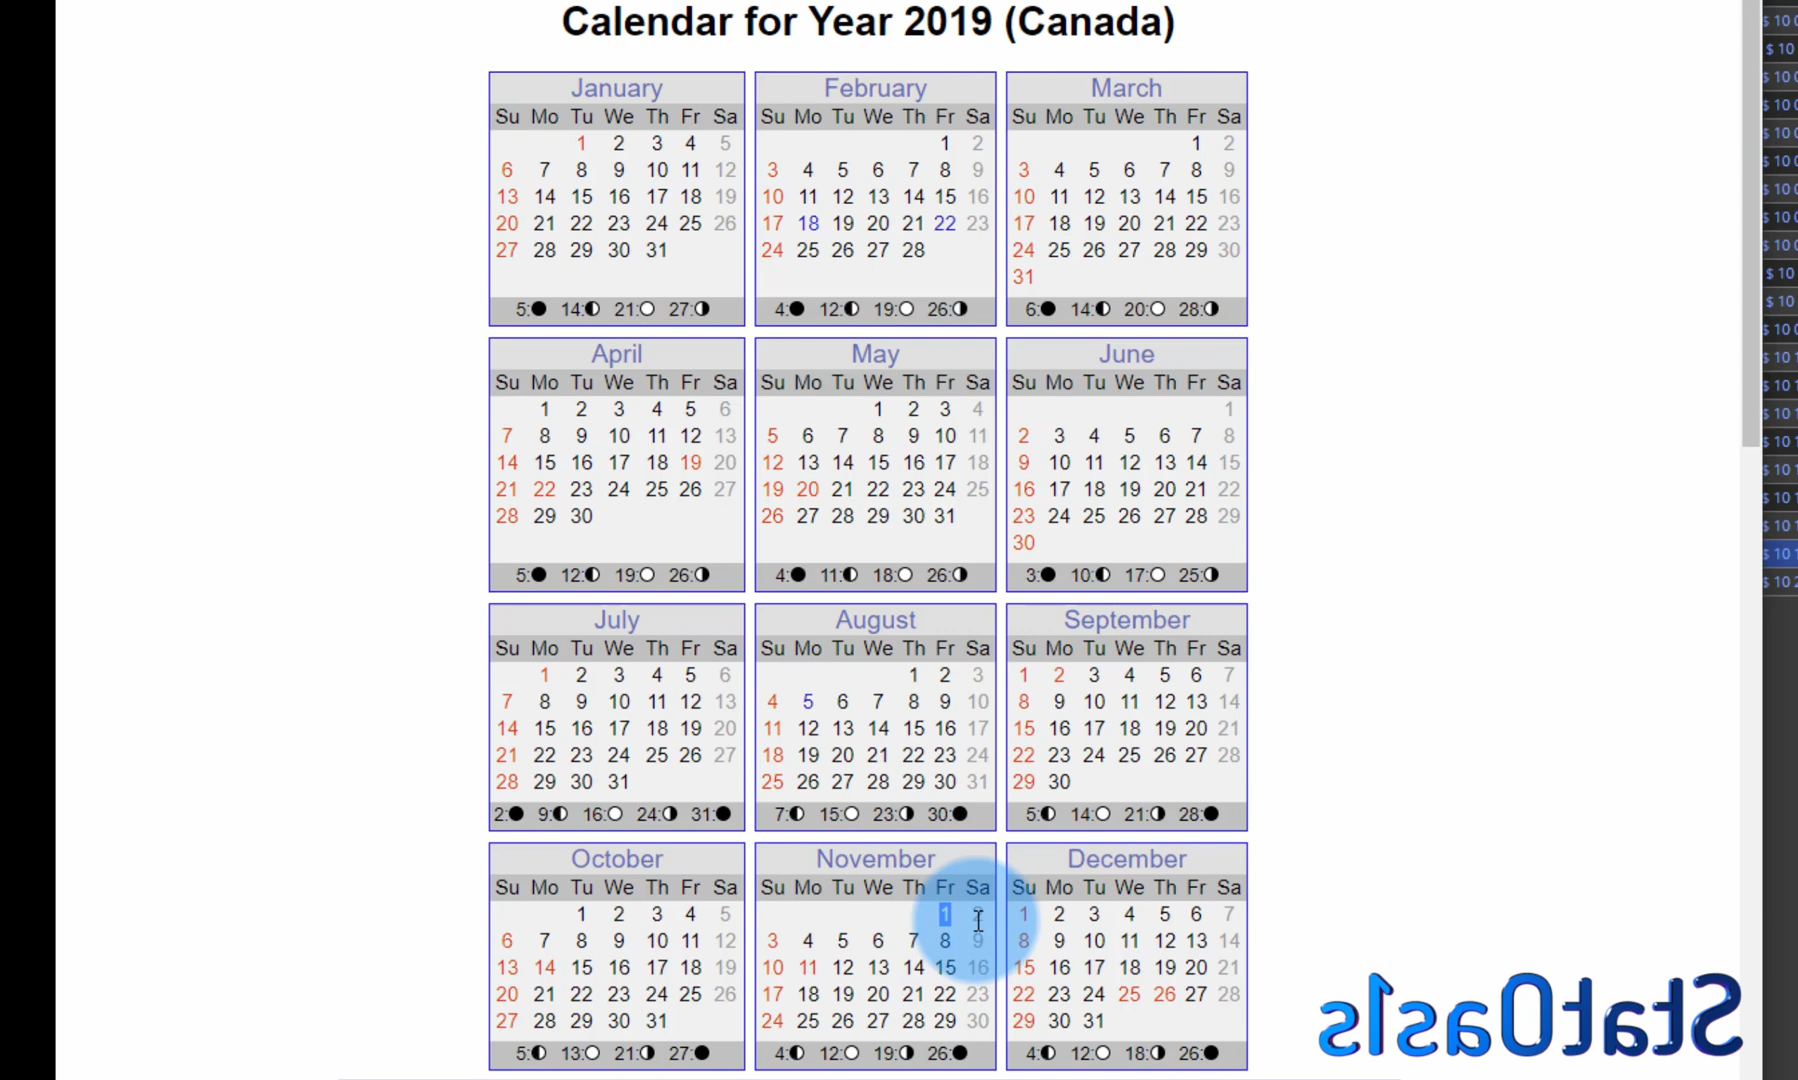 Calendar for Year 2019 (Canada)
January
Su Mo Tu We Th Fr Sa
1 2 3 4 5
6 7 8 9 10 11 12
13 14 15 16 17 18 19
20 21 22 23 24 25 26
27 28 29 30 31
5: 14: 21: 27:
February
Su Mo Tu We Th Fr Sa
1 2
3 4 5 6 7 8 9
10 11 12 13 14 15 16
17 18 19 20 21 22 23
24 25 26 27 28
4: 12: 19: 26:
March
Su Mo Tu We Th Fr Sa
1 2
3 4 5 6 7 8 9
10 11 12 13 14 15 16
17 18 19 20 21 22 23
24 25 26 27 28 29 30
31
6: 14: 20: 28:
April
Su Mo Tu We Th Fr Sa
1 2 3 4 5 6
7 8 9 10 11 12 13
14 15 16 17 18 19 20
21 22 23 24 25 26 27
28 29 30
5: 12: 19: 26:
May
Su Mo Tu We Th Fr Sa
1 2 3 4
5 6 7 8 9 10 11
12 13 14 15 16 17 18
19 20 21 22 23 24 25
26 27 28 29 30 31
4: 11: 18: 26:
June
Su Mo Tu We Th Fr Sa
1
2 3 4 5 6 7 8
9 10 11 12 13 14 15
16 17 18 19 20 21 22
23 24 25 26 27 28 29
30
3: 10: 17: 25:
July
Su Mo Tu We Th Fr Sa
1 2 3 4 5 6
7 8 9 10 11 12 13
14 15 16 17 18 19 20
21 22 23 24 25 26 27
28 29 30 31
2: 9: 16: 24: 31:
August
Su Mo Tu We Th Fr Sa
1 2 3
4 5 6 7 8 9 10
11 12 13 14 15 16 17
18 19 20 21 22 23 24
25 26 27 28 29 30 31
7: 15: 23: 30:
September
Su Mo Tu We Th Fr Sa
1 2 3 4 5 6 7
8 9 10 11 12 13 14
15 16 17 18 19 20 21
22 23 24 25 26 27 28
29 30
5: 14: 21: 28:
October
Su Mo Tu We Th Fr Sa
1 2 3 4 5
6 7 8 9 10 11 12
13 14 15 16 17 18 19
20 21 22 23 24 25 26
27 28 29 30 31
5: 13: 21: 27:
November
Su Mo Tu We Th Fr Sa
1 2
3 4 5 6 7 8 9
10 11 12 13 14 15 16
17 18 19 20 21 22 23
24 25 26 27 28 29 30
4: 12: 19: 26:
December
Su Mo Tu We Th Fr Sa
1 2 3 4 5 6 7
8 9 10 11 12 13 14
15 16 17 18 19 20 21
22 23 24 25 26 27 28
29 30 31
4: 12: 18: 26:
StatOas1s